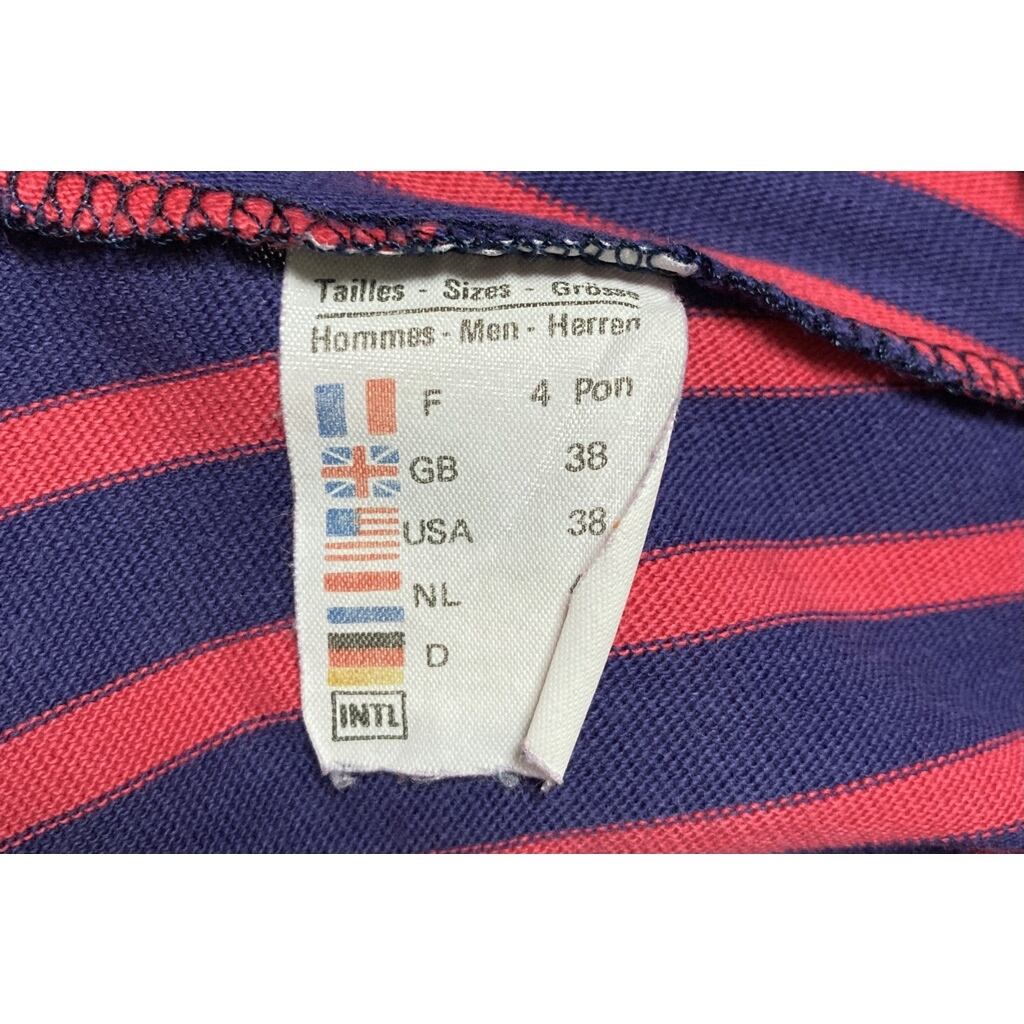 Tailles - Sizes - Grösse
Hommes - Men - Herren
F 4 Pon
GB 38
USA 38
NL
D
INTL